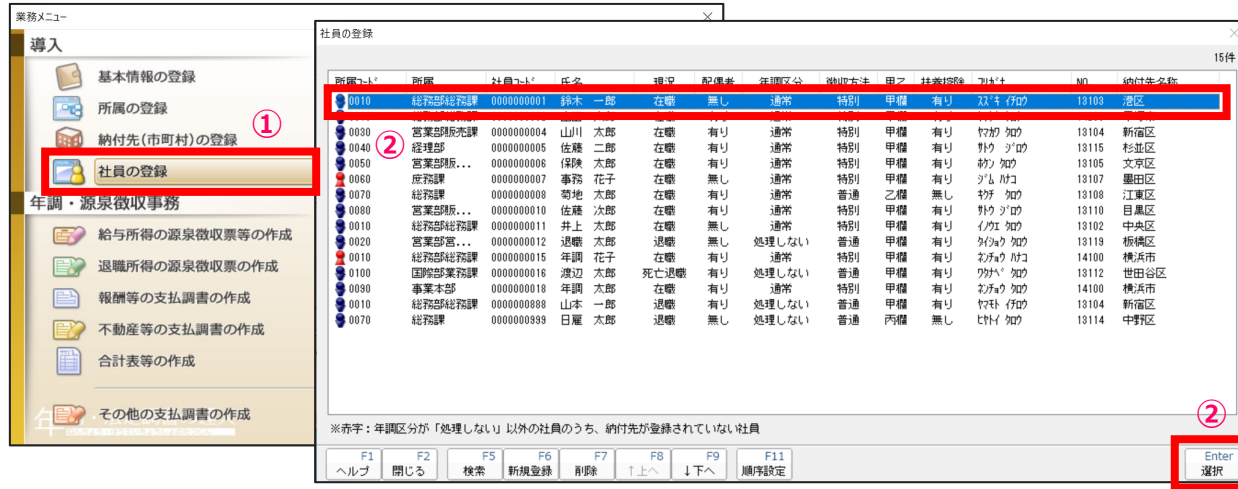 業務メニュー
導入
基本情報の登録
所属の登録
①
納付先(市町村)の登録
社員の登録
年調・源泉徴収事務
給与所得の源泉徴収票等の作成
退職所得の源泉徴収票の作成
報酬等の支払調書の作成
不動産等の支払調書の作成
合計表等の作成
その他の支払調書の作成
社員の登録
15件
所属コード 所属 社員コード 氏名 現況 配偶者 年調区分 徴収方法 甲乙 扶養控除 フリガナ NO 納付先名称
0010 総務部総務課 0000000001 鈴木 一郎 在職 無し 通常 特別 甲欄 有り スズキ イチロウ 13103 港区
②
0030 営業部販売課 0000000004 山川 太郎 在職 有り 通常 特別 甲欄 有り ヤマカワ タロウ 13104 新宿区
0040 経理部 0000000005 佐藤 二郎 在職 有り 通常 特別 甲欄 有り サトウ ジロウ 13115 杉並区
0050 営業部販... 0000000006 保険 太郎 在職 有り 通常 特別 甲欄 有り ホケン タロウ 13105 文京区
0060 庶務課 0000000007 事務 花子 在職 無し 通常 特別 甲欄 有り ジム ハナコ 13107 墨田区
0070 総務課 0000000008 菊地 太郎 在職 有り 通常 特別 乙欄 無し キクチ タロウ 13108 江東区
0080 営業部販... 0000000010 佐藤 次郎 在職 有り 通常 特別 甲欄 有り サトウ ジロウ 13110 目黒区
0010 総務部総務課 0000000011 井上 太郎 在職 無し 通常 特別 甲欄 有り イノウエ タロウ 13102 中央区
0020 営業部営... 0000000012 退職 太郎 退職 無し 処理しない 普通 甲欄 有り タイショク タロウ 13119 板橋区
0010 総務部総務課 0000000015 年調 花子 在職 無し 通常 特別 甲欄 有り ネンチョウ ハナコ 14100 横浜市
0100 国際部業務課 0000000016 渡辺 太郎 死亡退職 有り 処理しない 普通 甲欄 有り ワタナベ タロウ 13112 世田谷区
0090 事業本部 0000000018 年調 太郎 在職 有り 通常 特別 甲欄 有り ネンチョウ タロウ 14100 横浜市
0010 総務部総務課 0000000888 山本 一郎 退職 有り 処理しない 普通 甲欄 有り ヤマモト イチロウ 13104 新宿区
0070 総務課 0000000999 日雇 太郎 退職 無し 処理しない 普通 丙欄 無し ヒヤトイ タロウ 13114 中野区
※赤字：年調区分が「処理しない」以外の社員のうち、納付先が登録されていない社員
②
F1 ヘルプ F2 閉じる F5 検索 F6 新規登録 F7 削除 F8 ↑上へ F9 ↓下へ F11 順序設定 Enter 選択